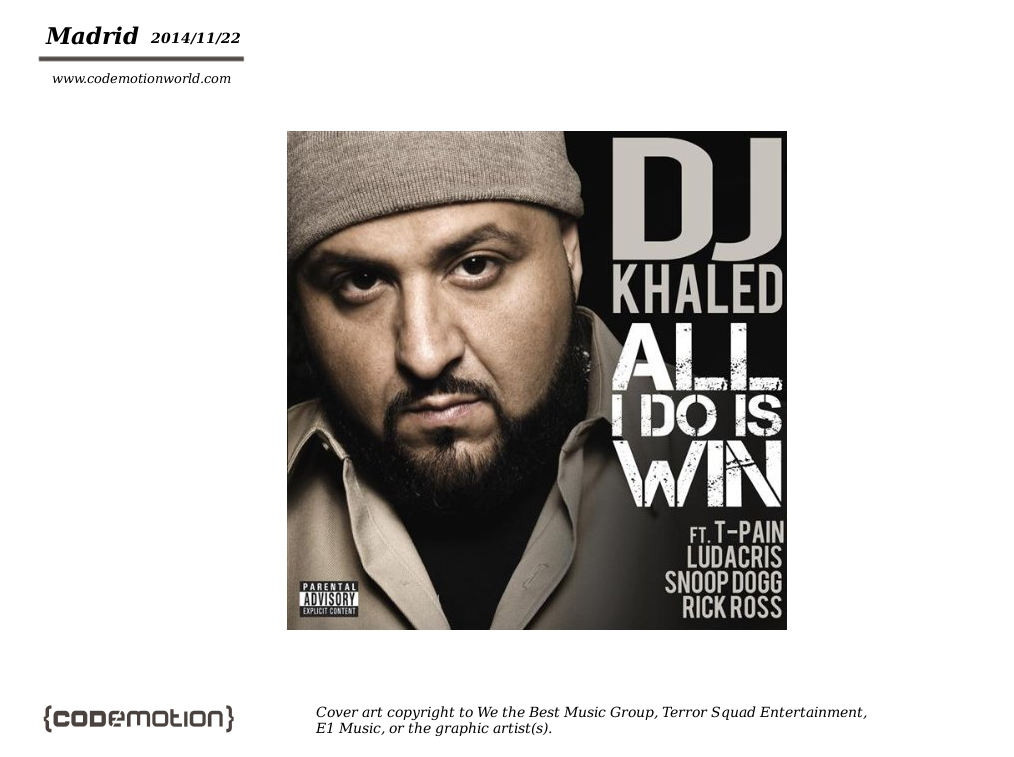 Madrid 2014/11/22
www.codemotionworld.com
DJ
KHALED
ALL
I DO IS
WIN
FT. T-PAIN
LUDACRIS
SNOOP DOGG
RICK ROSS
PARENTAL
ADVISORY
EXPLICIT CONTENT
{codemotion}
Cover art copyright to We the Best Music Group, Terror Squad Entertainment,
E1 Music, or the graphic artist(s).